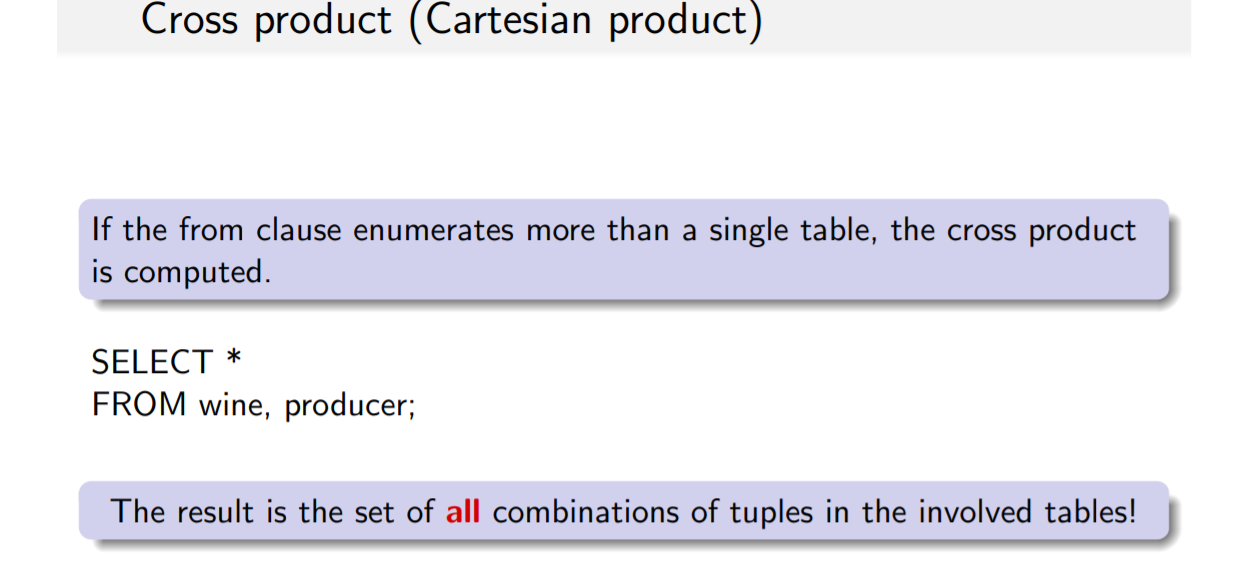 Cross product (Cartesian product)
If the from clause enumerates more than a single table, the cross product
is computed.
SELECT *
FROM wine, producer;
The result is the set of all combinations of tuples in the involved tables!